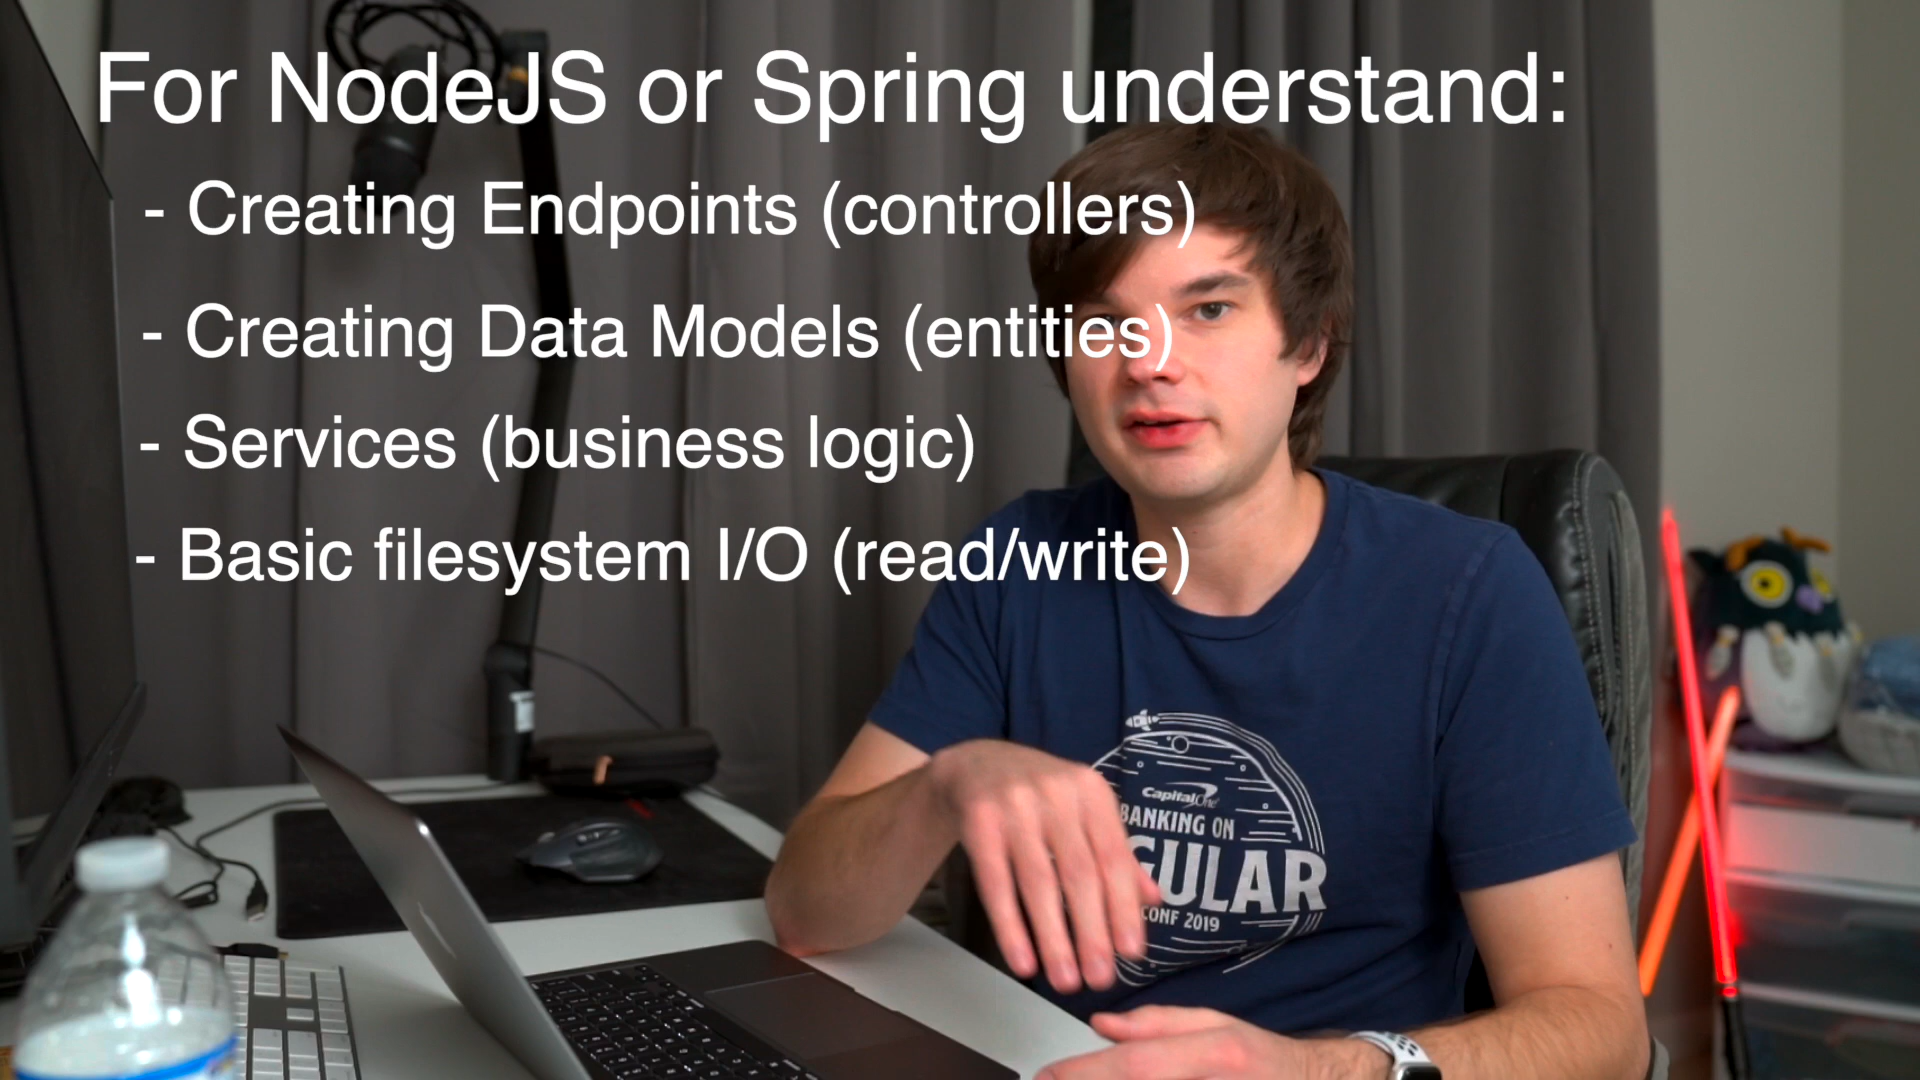 For NodeJS or Spring understand:
- Creating Endpoints (controllers)
- Creating Data Models (entities)
- Services (business logic)
- Basic filesystem I/O (read/write)
CapitalOne
BANKING ON
GULAR
CONF 2019